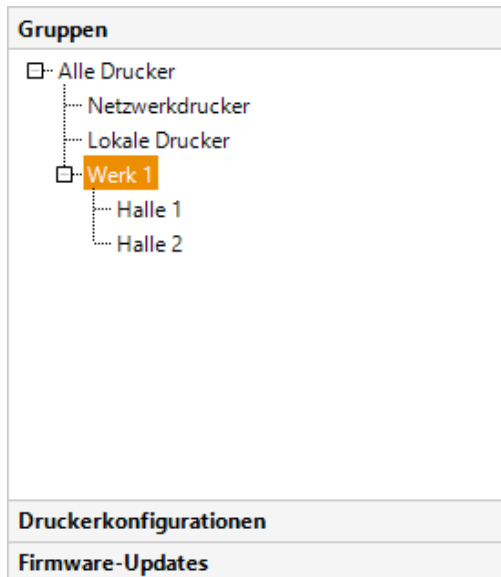 Gruppen
Alle Drucker
Netzwerkdrucker
Lokale Drucker
Werk 1
Halle 1
Halle 2
Druckerkonfigurationen
Firmware-Updates